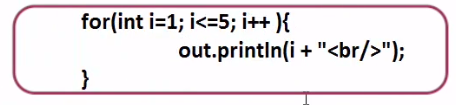 for(int i=1; i<=5; i++ ){
out.println(i + "<br/>");
}